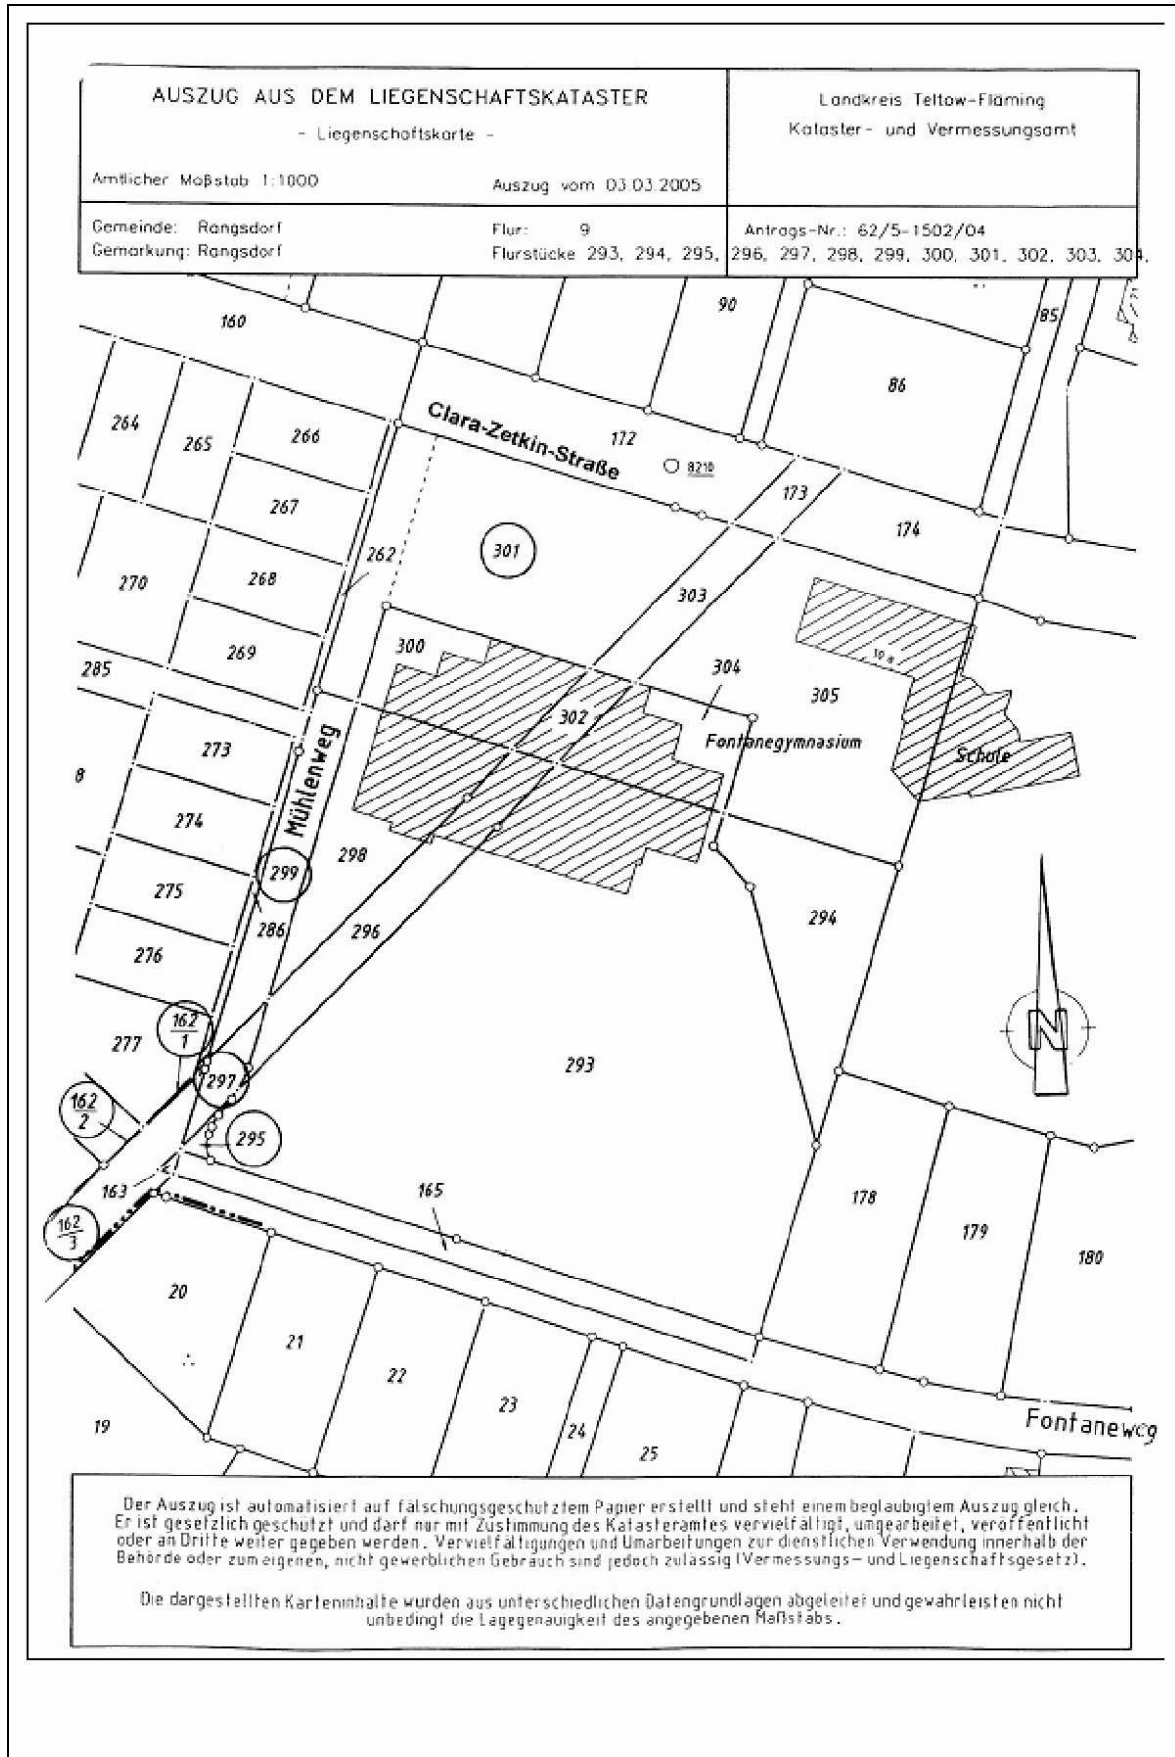 AUSZUG AUS DEM LIEGENSCHAFTSKATASTER
- Liegenschaftskarte -
Amtlicher Maßstab 1:1000
Auszug vom 03.03.2005
Landkreis Teltow-Fläming
Kataster- und Vermessungsamt
Gemeinde: Rangsdorf
Gemarkung: Rangsdorf
Flur: 9
Antrags-Nr.: 62/5-1502/04
Flurstücke 293, 294, 295, 296, 297, 298, 299, 300, 301, 302, 303, 304,
160
90
85
86
264
265
266
Clara-Zetkin-Straße
172
8210
173
174
267
262
301
270
268
303
269
300
304
305
285
302
Fontanegymnasium
Schule
273
Mühlenweg
8
274
298
299
275
286
296
294
276
162/1
277
297
293
N
162/2
295
163
165
162/3
178
179
180
20
21
22
23
24
25
19
Fontaneweg
Der Auszug ist automatisiert auf fälschungsgeschütztem Papier erstellt und steht einem beglaubigtem Auszug gleich.
Er ist gesetzlich geschützt und darf nur mit Zustimmung des Katasteramtes vervielfältigt, umgearbeitet, veröffentlicht
oder an Dritte weiter gegeben werden. Vervielfältigungen und Umarbeitungen zur dienstlichen Verwendung innerhalb der
Behörde oder zum eigenen, nicht gewerblichen Gebrauch sind jedoch zulässig (Vermessungs- und Liegenschaftsgesetz).
Die dargestellten Karteninhalte wurden aus unterschiedlichen Datengrundlagen abgeleitet und gewährleisten nicht
unbedingt die Lagegenauigkeit des angegebenen Maßstabs.